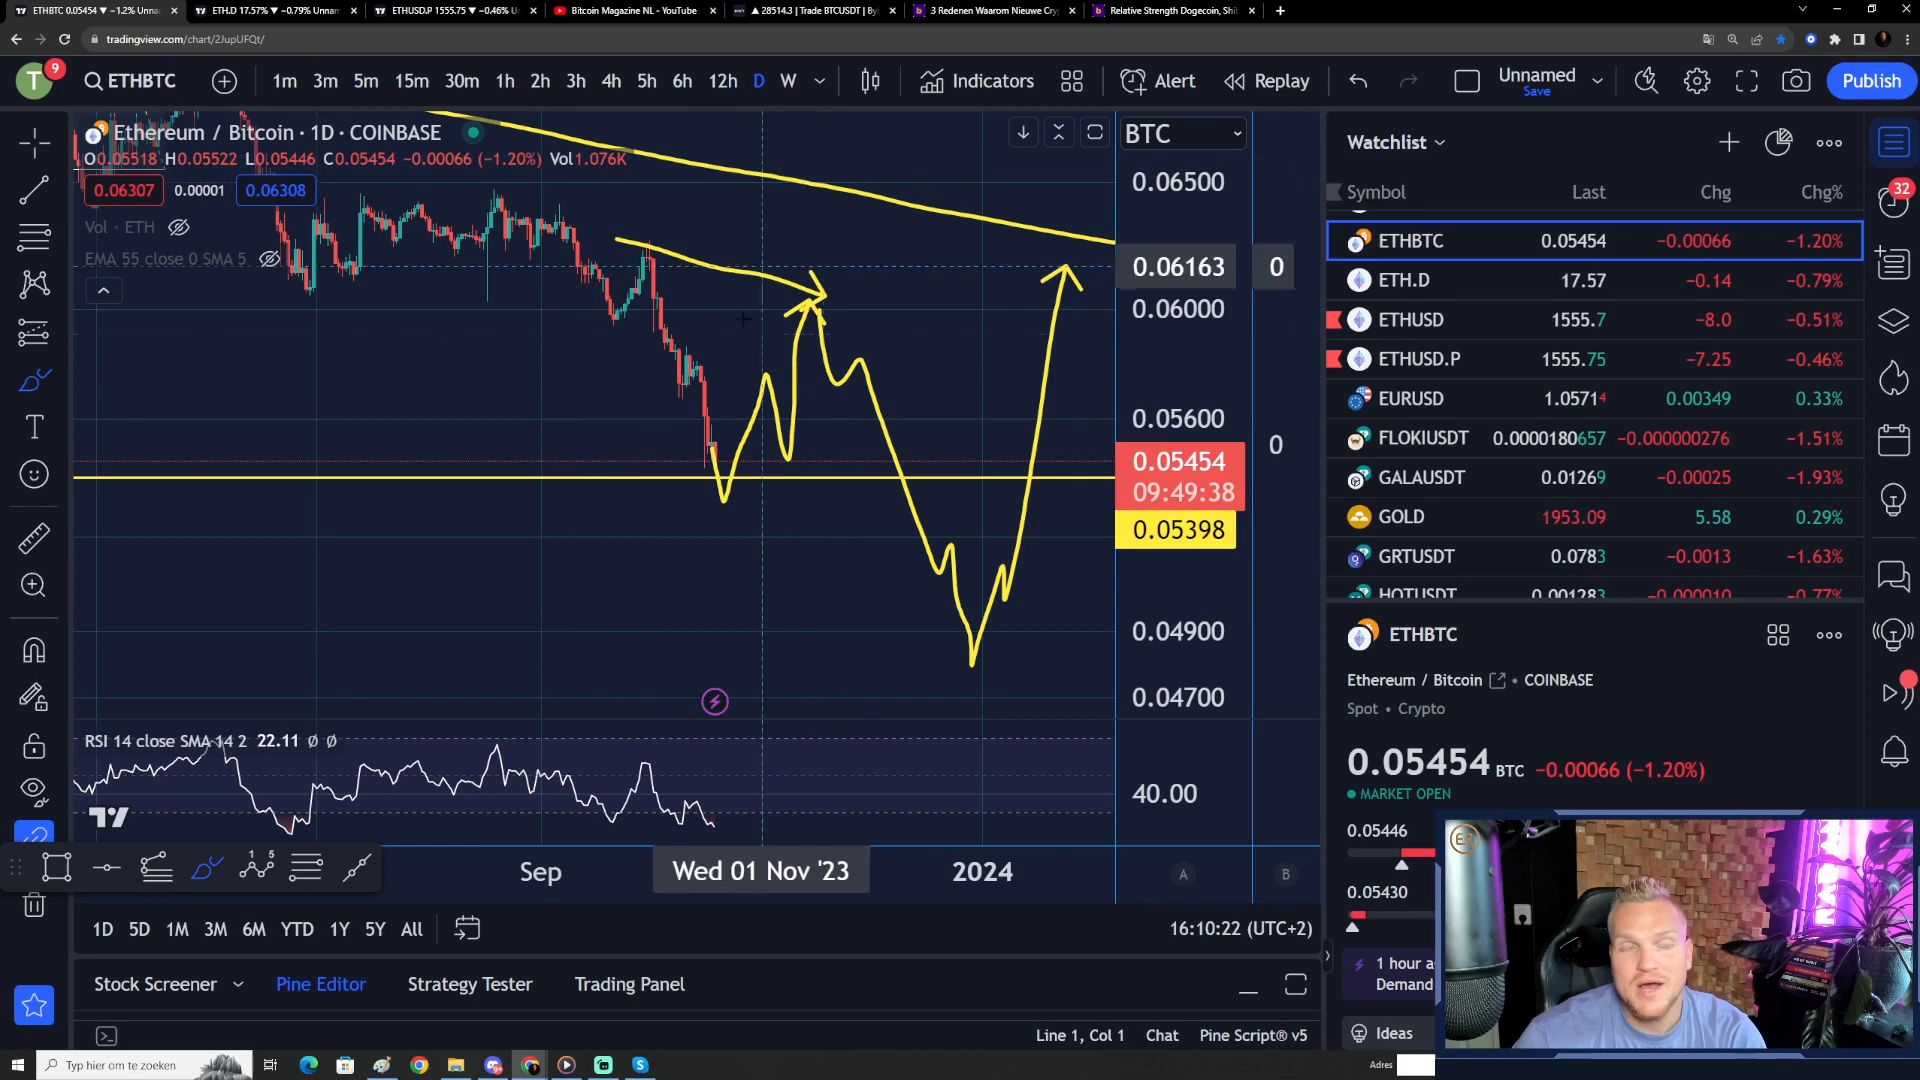 ETHBTC 0.05454 ▼ −1.2% Unna
ETH.D 17.57% ▼ −0.79% Unnam
ETHUSD.P 1555.75 ▼ −0.46% U
Bitcoin Magazine NL - YouTube
▲ 28514.3 | Trade BTCUSDT | By
3 Redenen Waarom Nieuwe Cry
Relative Strength Dogecoin, Shi
tradingview.com/chart/2JupUFQt/
T 9
ETHBTC
1m 3m 5m 15m 30m 1h 2h 3h 4h 5h 6h 12h D W
Indicators
Alert
Replay
Unnamed
Save
Publish
Ethereum / Bitcoin · 1D · COINBASE
O0.05518 H0.05522 L0.05446 C0.05454 −0.00066 (−1.20%) Vol1.076K
0.06307 0.00001 0.06308
Vol · ETH
EMA 55 close 0 SMA 5
BTC
0.06500
0.06163 0
0.06000
0.05600
0
0.05454
09:49:38
0.05398
0.04900
0.04700
RSI 14 close SMA 14 2 22.11 Ø Ø
40.00
Sep
Wed 01 Nov '23
2024
A
B
1D 5D 1M 3M 6M YTD 1Y 5Y All
16:10:22 (UTC+2)
Stock Screener
Pine Editor
Strategy Tester
Trading Panel
Line 1, Col 1
Chat
Pine Script® v5
Watchlist
Symbol Last Chg Chg%
ETHBTC 0.05454 −0.00066 −1.20%
ETH.D 17.57 −0.14 −0.79%
ETHUSD 1555.7 −8.0 −0.51%
ETHUSD.P 1555.75 −7.25 −0.46%
EURUSD 1.05714 0.00349 0.33%
FLOKIUSDT 0.0000180657 −0.000000276 −1.51%
GALAUSDT 0.01269 −0.00025 −1.93%
GOLD 1953.09 5.58 0.29%
GRTUSDT 0.0783 −0.0013 −1.63%
HOTUSDT 0.001283 −0.000010 −0.77%
32
ETHBTC
Ethereum / Bitcoin • COINBASE
Spot • Crypto
0.05454 BTC −0.00066 (−1.20%)
MARKET OPEN
0.05446
0.05430
1 hour a
Demand
Ideas
Typ hier om te zoeken
Adres